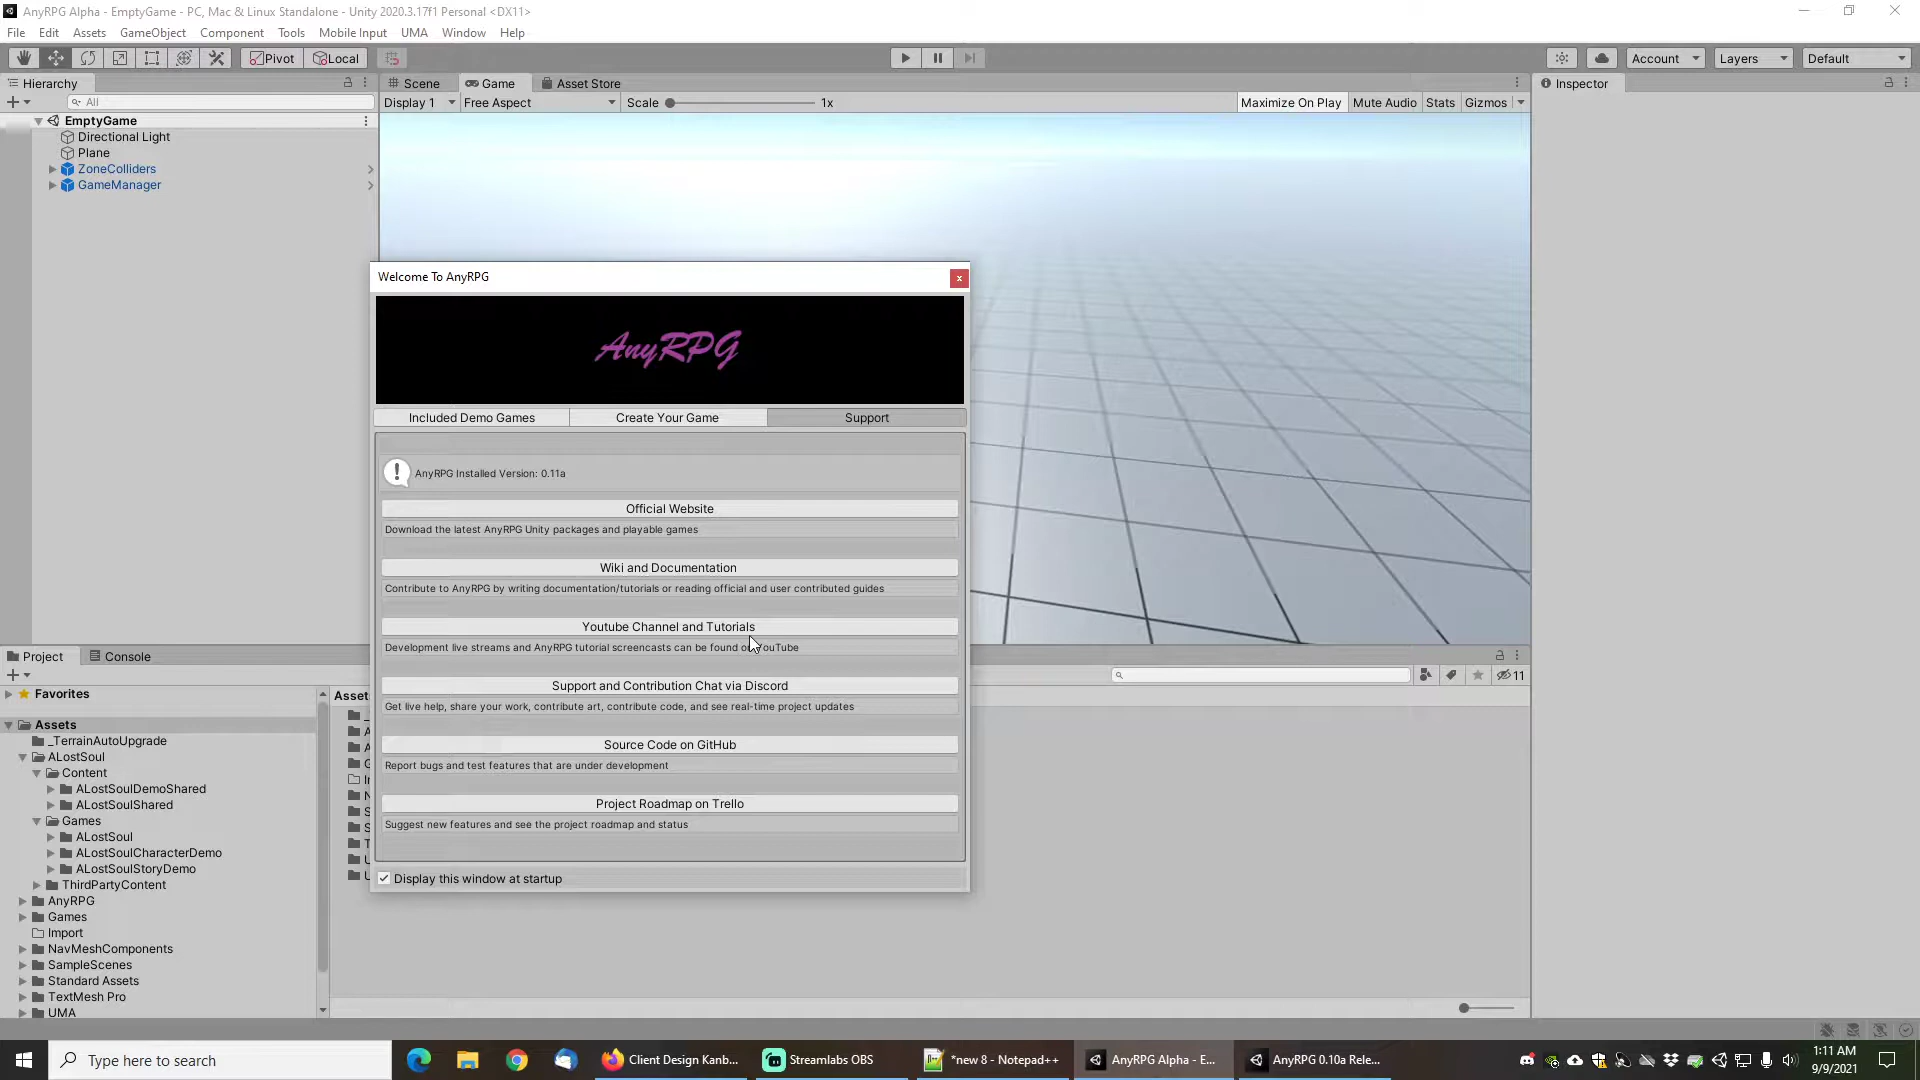 AnyRPG Alpha - EmptyGame - PC, Mac & Linux Standalone - Unity 2020.3.17f1 Personal <DX11>
File Edit Assets GameObject Component Tools Mobile Input UMA Window Help
Pivot Local Account Layers Default
Hierarchy Scene Game Asset Store Inspector
All Display 1 Free Aspect Scale 1x Maximize On Play Mute Audio Stats Gizmos
EmptyGame
Directional Light
Plane
ZoneColliders
GameManager
Welcome To AnyRPG
AnyRPG
Included Demo Games Create Your Game Support
AnyRPG Installed Version: 0.11a
Official Website
Download the latest AnyRPG Unity packages and playable games
Wiki and Documentation
Contribute to AnyRPG by writing documentation/tutorials or reading official and user contributed guides
Youtube Channel and Tutorials
Development live streams and AnyRPG tutorial screencasts can be found on YouTube
Support and Contribution Chat via Discord
Get live help, share your work, contribute art, contribute code, and see real-time project updates
Source Code on GitHub
Report bugs and test features that are under development
Project Roadmap on Trello
Suggest new features and see the project roadmap and status
Display this window at startup
Project Console
11
Favorites
Assets
Assets
_TerrainAutoUpgrade
ALostSoul
Content
ALostSoulDemoShared
ALostSoulShared
Games
ALostSoul
ALostSoulCharacterDemo
ALostSoulStoryDemo
ThirdPartyContent
AnyRPG
Games
Import
NavMeshComponents
SampleScenes
Standard Assets
TextMesh Pro
UMA
Type here to search
Client Design Kanb...
Streamlabs OBS
*new 8 - Notepad++
AnyRPG Alpha - E...
AnyRPG 0.10a Rele...
1:11 AM
9/9/2021